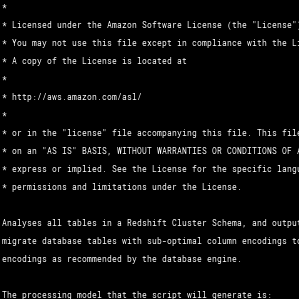 *
* Licensed under the Amazon Software License (the "License"
* You may not use this file except in compliance with the
* A copy of the License is located at
*
* http://aws.amazon.com/asl/
*
* or in the "license" file accompanying this file. This file
* on an "AS IS" BASIS, WITHOUT WARRANTIES OR CONDITIONS OF
* express or implied. See the License for the specific
* permissions and limitations under the License.
Analyses all tables in a Redshift Cluster Schema, and
migrate database tables with sub-optimal column encodings
encodings as recommended by the database engine.
The processing model that the script will generate is: